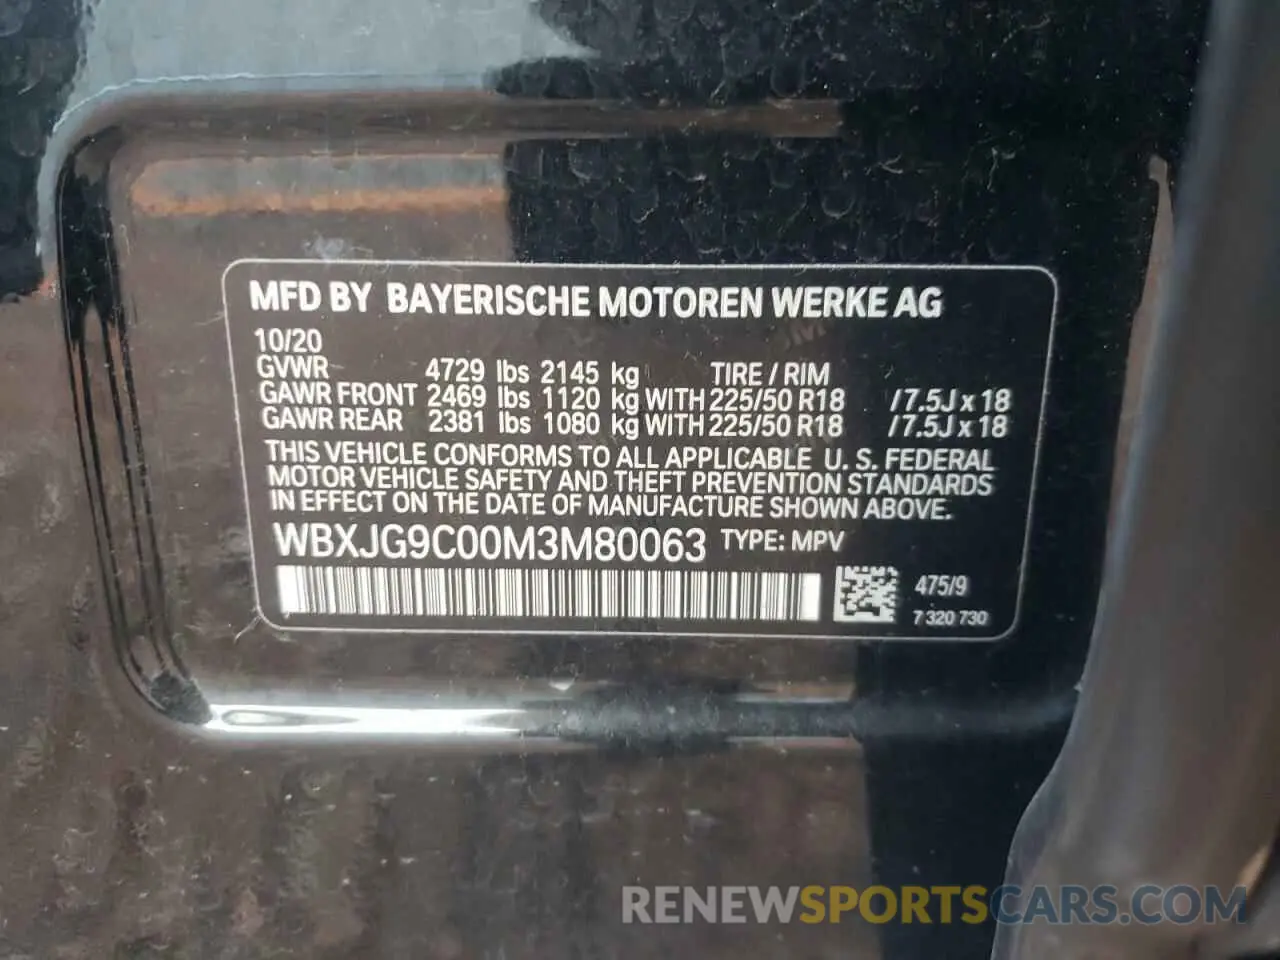 MFD BY BAYERISCHE MOTOREN WERKE AG
10/20
GVWR 4729 lbs 2145 kg TIRE / RIM
GAWR FRONT 2469 lbs 1120 kg WITH 225/50 R18 / 7.5J x 18
GAWR REAR 2381 lbs 1080 kg WITH 225/50 R18 / 7.5J x 18
THIS VEHICLE CONFORMS TO ALL APPLICABLE U. S. FEDERAL
MOTOR VEHICLE SAFETY AND THEFT PREVENTION STANDARDS
IN EFFECT ON THE DATE OF MANUFACTURE SHOWN ABOVE.
WBXJG9C00M3M80063 TYPE: MPV
475/9
7 320 730
RENEWSPORTSCARS.COM